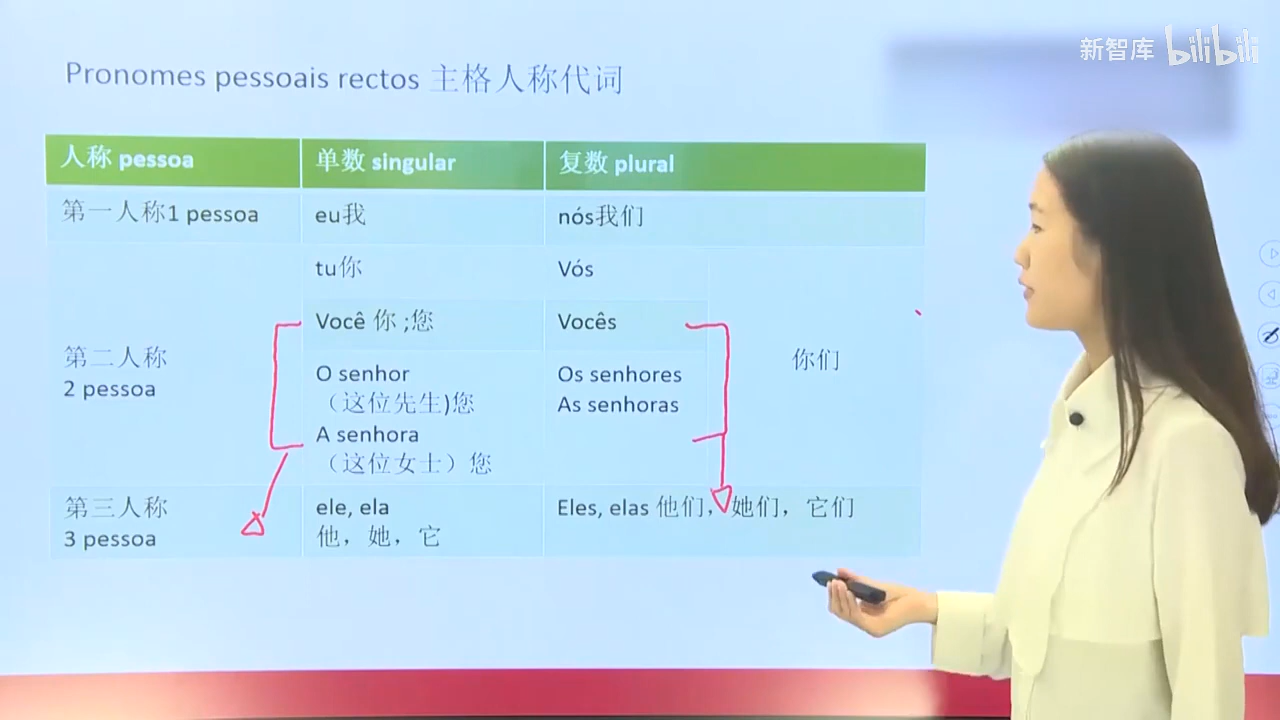 新智库 bilibili
Pronomes pessoais rectos 主格人称代词
人称 pessoa
单数 singular
复数 plural
第一人称1 pessoa
eu我
nós我们
第二人称
2 pessoa
tu你
Vós
Você 你 ;您
Vocês
O senhor
（这位先生)您
A senhora
（这位女士）您
Os senhores
As senhoras
你们
第三人称
3 pessoa
ele, ela
他，她，它
Eles, elas 他们，她们，它们